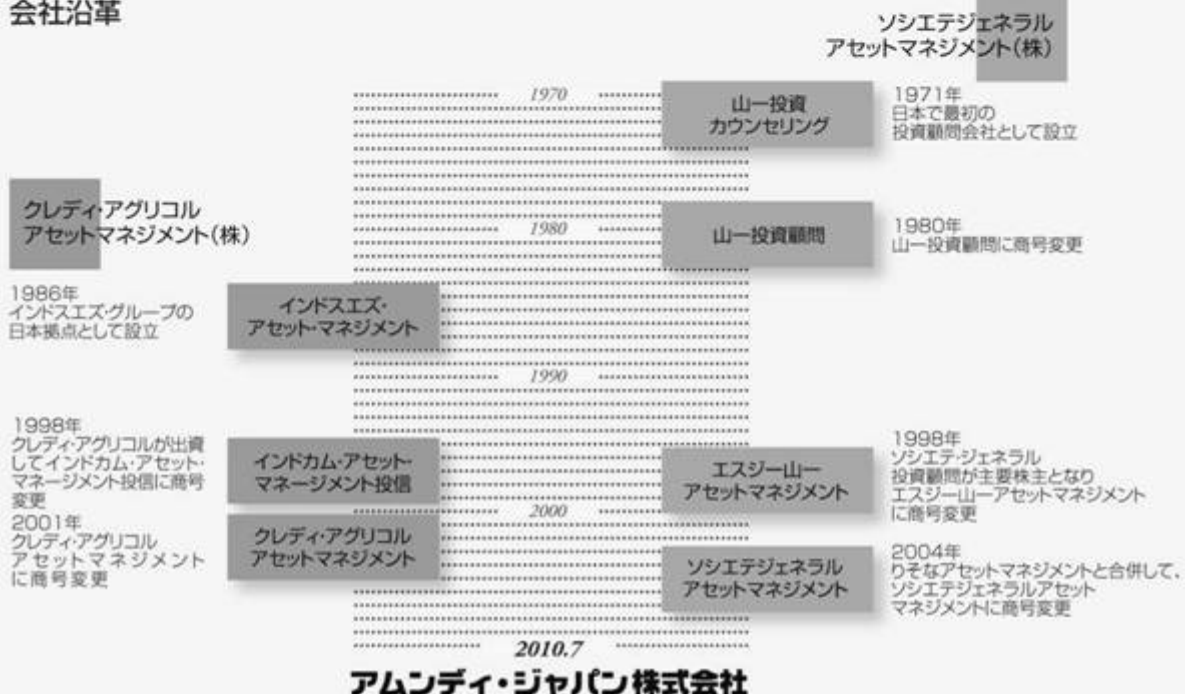 会社沿革
ソシエテジェネラル
アセットマネジメント(株)
1970
山一投資
カウンセリング
1971年
日本で最初の
投資顧問会社として設立
クレディ・アグリコル
アセットマネジメント(株)
1980
山一投資顧問
1980年
山一投資顧問に商号変更
1986年
インドスエズ・グループの
日本拠点として設立
インドスエズ・
アセット・マネジメント
1990
1998年
クレディ・アグリコルが出資
してインドカム・アセット・
マネージメント投信に商号
変更
インドカム・アセット・
マネージメント投信
エスジー山一
アセットマネジメント
1998年
ソシエテ・ジェネラル
投資顧問が主要株主となり
エスジー山一アセットマネジメント
に商号変更
2000
2001年
クレディ・アグリコル
アセットマネジメント
に商号変更
クレディ・アグリコル
アセットマネジメント
ソシエテジェネラル
アセットマネジメント
2004年
りそなアセットマネジメントと合併して、
ソシエテジェネラルアセット
マネジメントに商号変更
2010.7
アムンディ・ジャパン株式会社